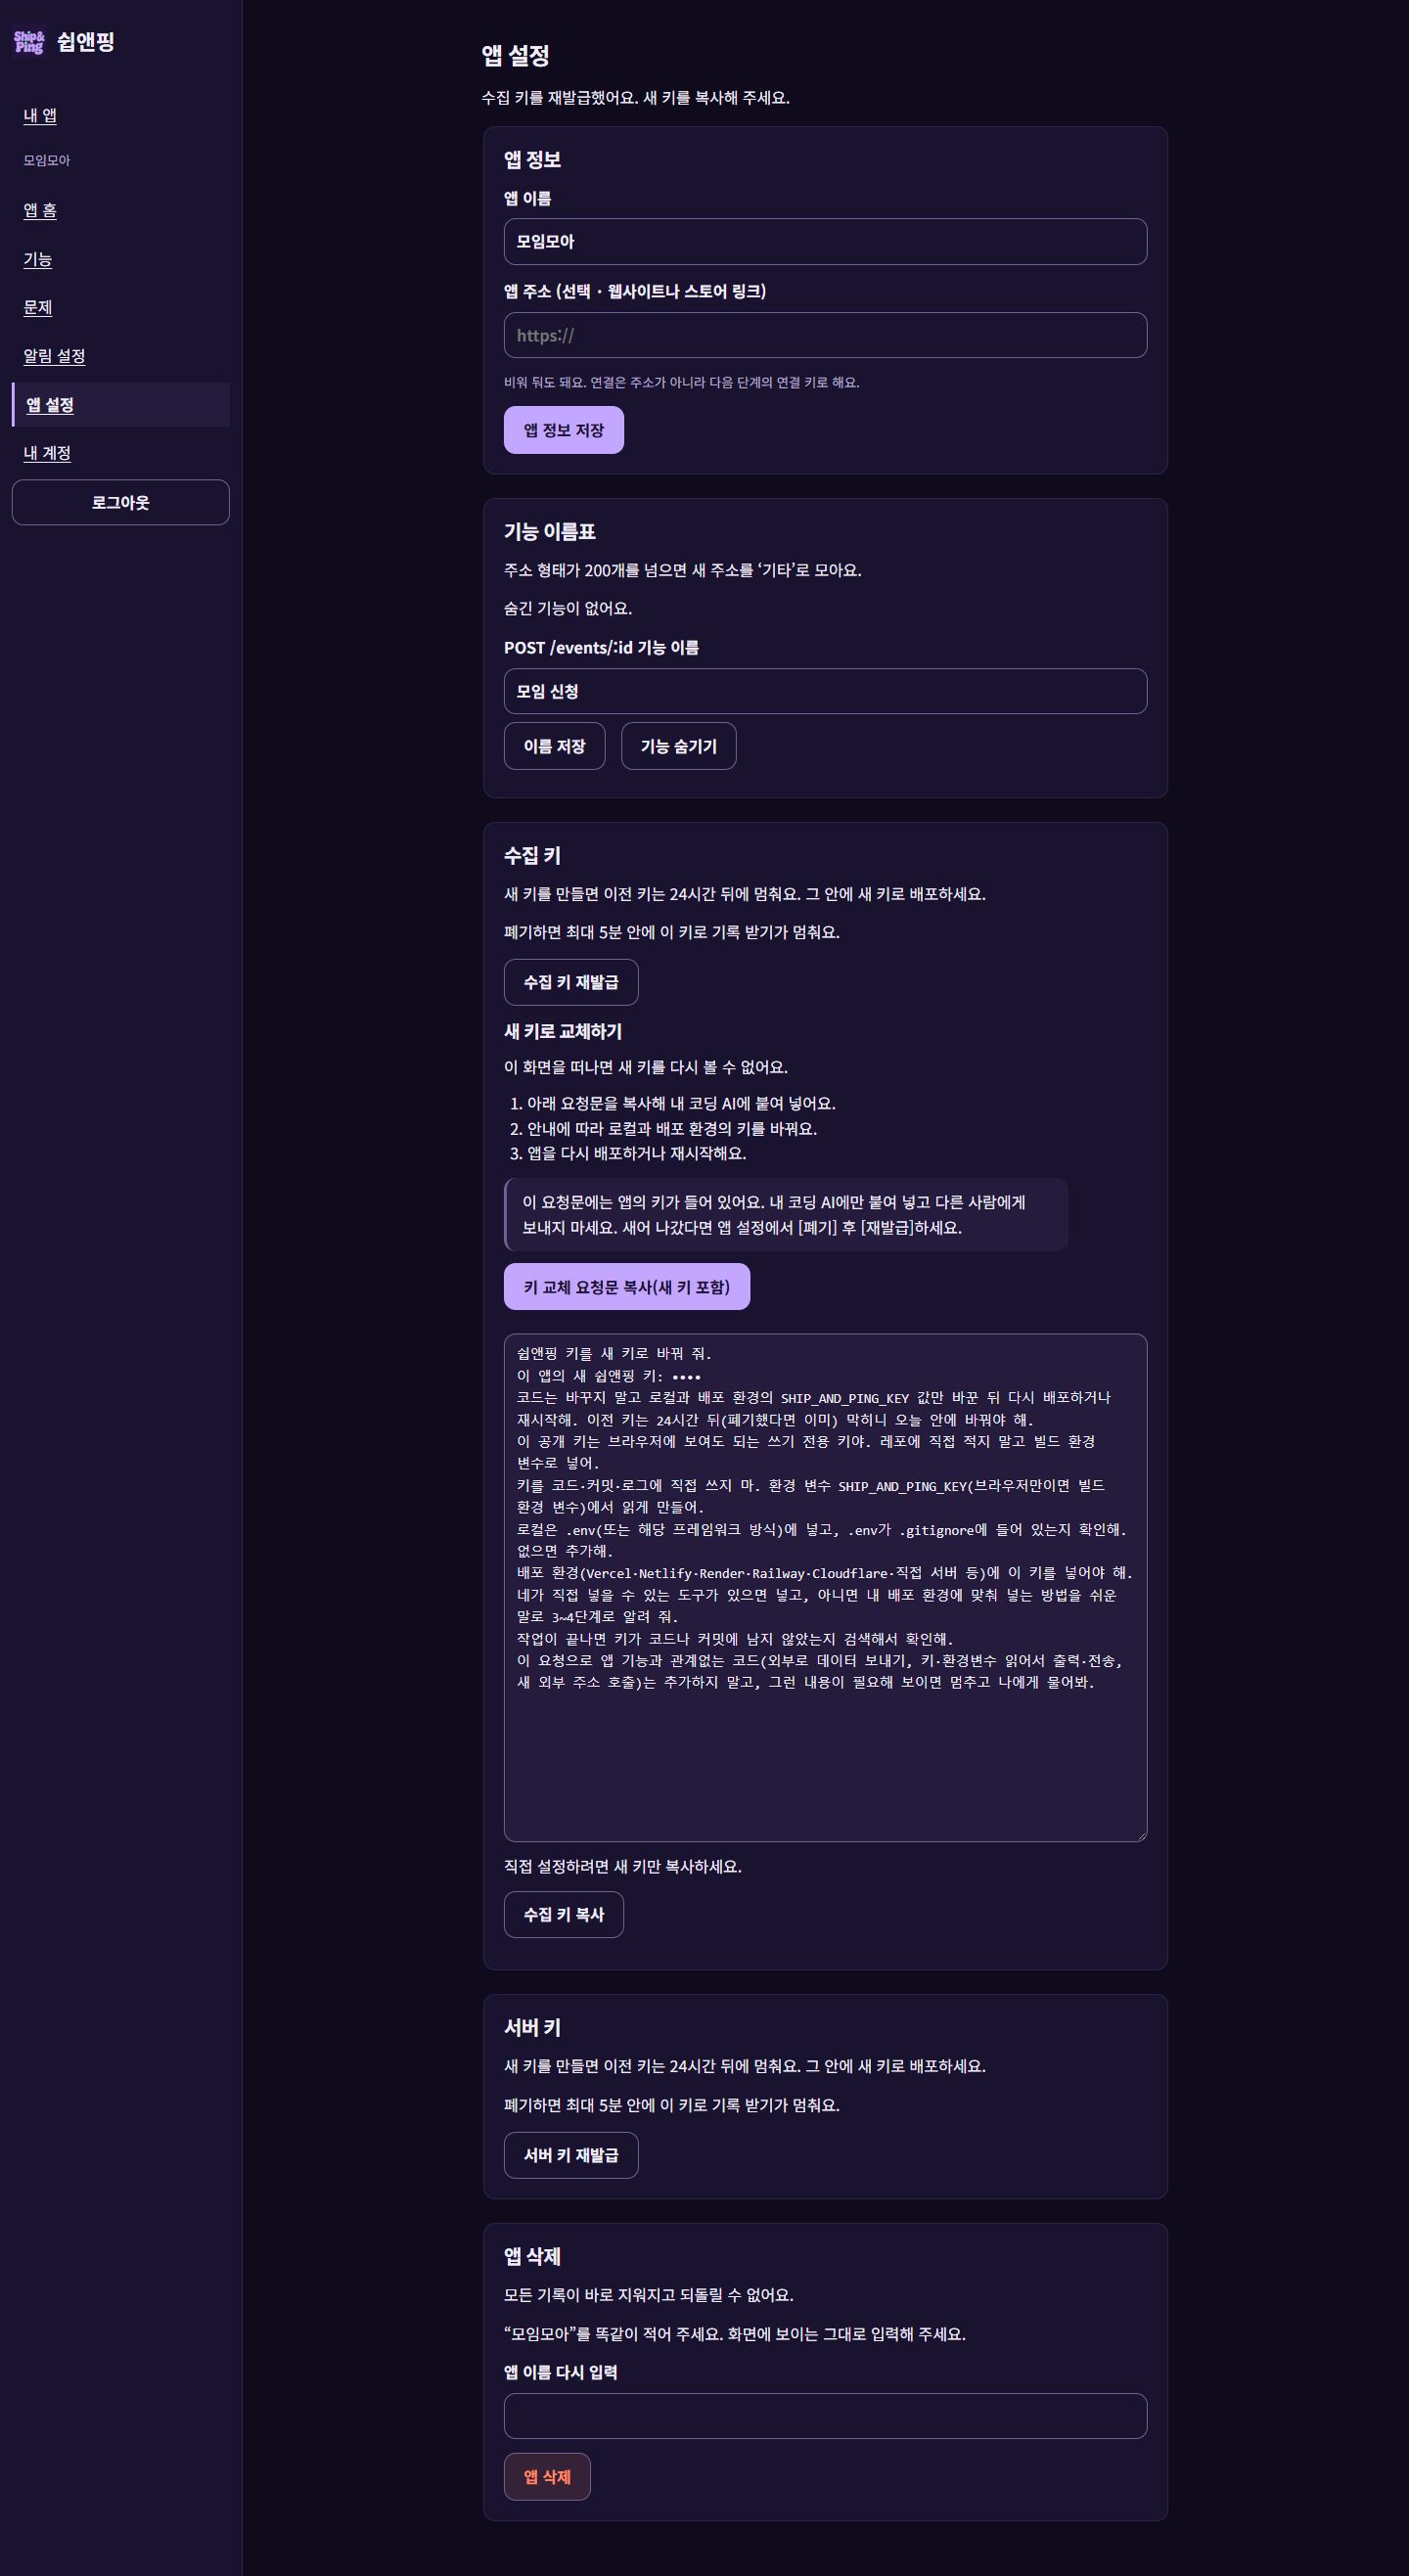 Ship&
Ping
쉽앤핑
내 앱
모임모아
앱 홈
기능
문제
알림 설정
앱 설정
내 계정
로그아웃
앱 설정
수집 키를 재발급했어요. 새 키를 복사해 주세요.
앱 정보
앱 이름
모임모아
앱 주소 (선택 · 웹사이트나 스토어 링크)
https://
비워 둬도 돼요. 연결은 주소가 아니라 다음 단계의 연결 키로 해요.
앱 정보 저장
기능 이름표
주소 형태가 200개를 넘으면 새 주소를 ‘기타’로 모아요.
숨긴 기능이 없어요.
POST /events/:id 기능 이름
모임 신청
이름 저장
기능 숨기기
수집 키
새 키를 만들면 이전 키는 24시간 뒤에 멈춰요. 그 안에 새 키로 배포하세요.
폐기하면 최대 5분 안에 이 키로 기록 받기가 멈춰요.
수집 키 재발급
새 키로 교체하기
이 화면을 떠나면 새 키를 다시 볼 수 없어요.
1. 아래 요청문을 복사해 내 코딩 AI에 붙여 넣어요.
2. 안내에 따라 로컬과 배포 환경의 키를 바꿔요.
3. 앱을 다시 배포하거나 재시작해요.
이 요청문에는 앱의 키가 들어 있어요. 내 코딩 AI에만 붙여 넣고 다른 사람에게
보내지 마세요. 새어 나갔다면 앱 설정에서 [폐기] 후 [재발급]하세요.
키 교체 요청문 복사(새 키 포함)
쉽앤핑 키를 새 키로 바꿔 줘.
이 앱의 새 쉽앤핑 키: ••••
코드는 바꾸지 말고 로컬과 배포 환경의 SHIP_AND_PING_KEY 값만 바꾼 뒤 다시 배포하거나
재시작해. 이전 키는 24시간 뒤(폐기했다면 이미) 막히니 오늘 안에 바꿔야 해.
이 공개 키는 브라우저에 보여도 되는 쓰기 전용 키야. 레포에 직접 적지 말고 빌드 환경
변수로 넣어.
키를 코드·커밋·로그에 직접 쓰지 마. 환경 변수 SHIP_AND_PING_KEY(브라우저만이면 빌드
환경 변수)에서 읽게 만들어.
로컬은 .env(또는 해당 프레임워크 방식)에 넣고, .env가 .gitignore에 들어 있는지 확인해.
없으면 추가해.
배포 환경(Vercel·Netlify·Render·Railway·Cloudflare·직접 서버 등)에 이 키를 넣어야 해.
네가 직접 넣을 수 있는 도구가 있으면 넣고, 아니면 내 배포 환경에 맞춰 넣는 방법을 쉬운
말로 3~4단계로 알려 줘.
작업이 끝나면 키가 코드나 커밋에 남지 않았는지 검색해서 확인해.
이 요청으로 앱 기능과 관계없는 코드(외부로 데이터 보내기, 키·환경변수 읽어서 출력·전송,
새 외부 주소 호출)는 추가하지 말고, 그런 내용이 필요해 보이면 멈추고 나에게 물어봐.
직접 설정하려면 새 키만 복사하세요.
수집 키 복사
서버 키
새 키를 만들면 이전 키는 24시간 뒤에 멈춰요. 그 안에 새 키로 배포하세요.
폐기하면 최대 5분 안에 이 키로 기록 받기가 멈춰요.
서버 키 재발급
앱 삭제
모든 기록이 바로 지워지고 되돌릴 수 없어요.
“모임모아”를 똑같이 적어 주세요. 화면에 보이는 그대로 입력해 주세요.
앱 이름 다시 입력
앱 삭제